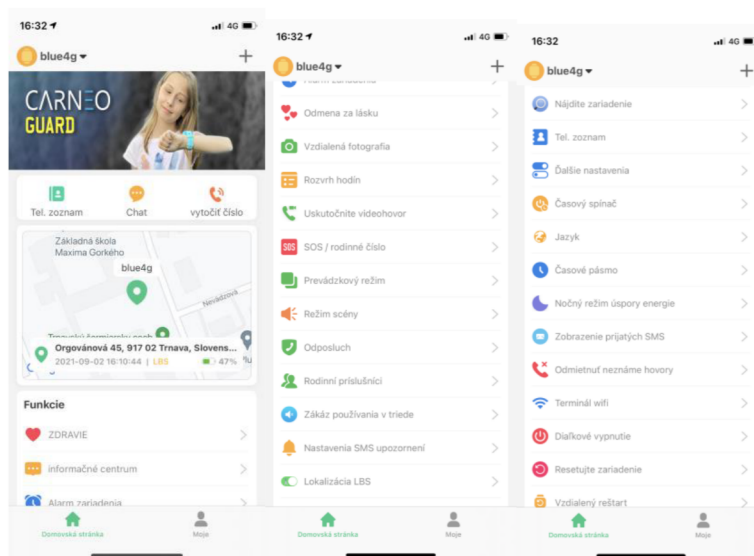 16:32
4G
blue4g
CARNEO
GUARD
Tel. zoznam
Chat
vytočiť číslo
Základná škola
Maxima Gorkého
blue4g
Nevädzová
Orgovánová 45, 917 02 Trnava, Slovens...
2021-09-02 16:10:44 | LBS 47%
Funkcie
ZDRAVIE
informačné centrum
Alarm zariadenia
Domovská stránka
Moje
16:32
4G
blue4g
Alarm zariadenia
Odmena za lásku
Vzdialená fotografia
Rozvrh hodín
Uskutočnite videohovor
SOS SOS / rodinné číslo
Prevádzkový režim
Režim scény
Odposluch
Rodinní príslušníci
Zákáz používania v triede
Nastavenia SMS upozornení
Lokalizácia LBS
Domovská stránka
Moje
16:32
4G
blue4g
Nájdite zariadenie
Tel. zoznam
Ďalšie nastavenia
Časový spínač
Jazyk
Časové pásmo
Nočný režim úspory energie
Zobrazenie prijatých SMS
Odmietnuť neznáme hovory
Terminál wifi
Diaľkové vypnutie
Resetujte zariadenie
Vzdialený reštart
Domovská stránka
Moje